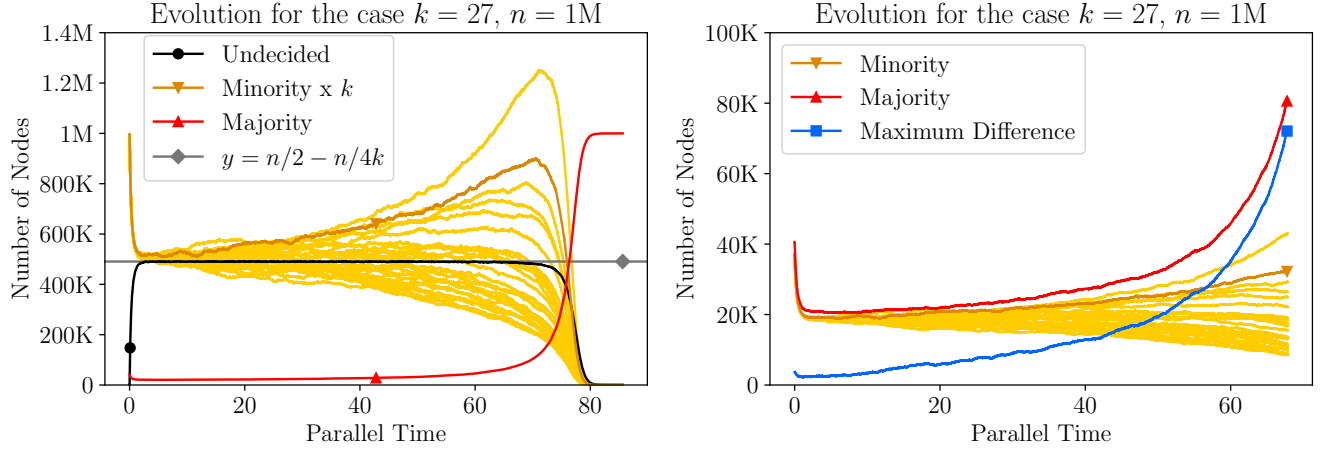 Evolution for the case k = 27, n = 1M
Number of Nodes
1.4M
1.2M
1M
800K
600K
400K
200K
0
Undecided
Minority x k
Majority
y = n/2 − n/4k
0 20 40 60 80
Parallel Time
Evolution for the case k = 27, n = 1M
Number of Nodes
100K
80K
60K
40K
20K
0
Minority
Majority
Maximum Difference
0 20 40 60
Parallel Time